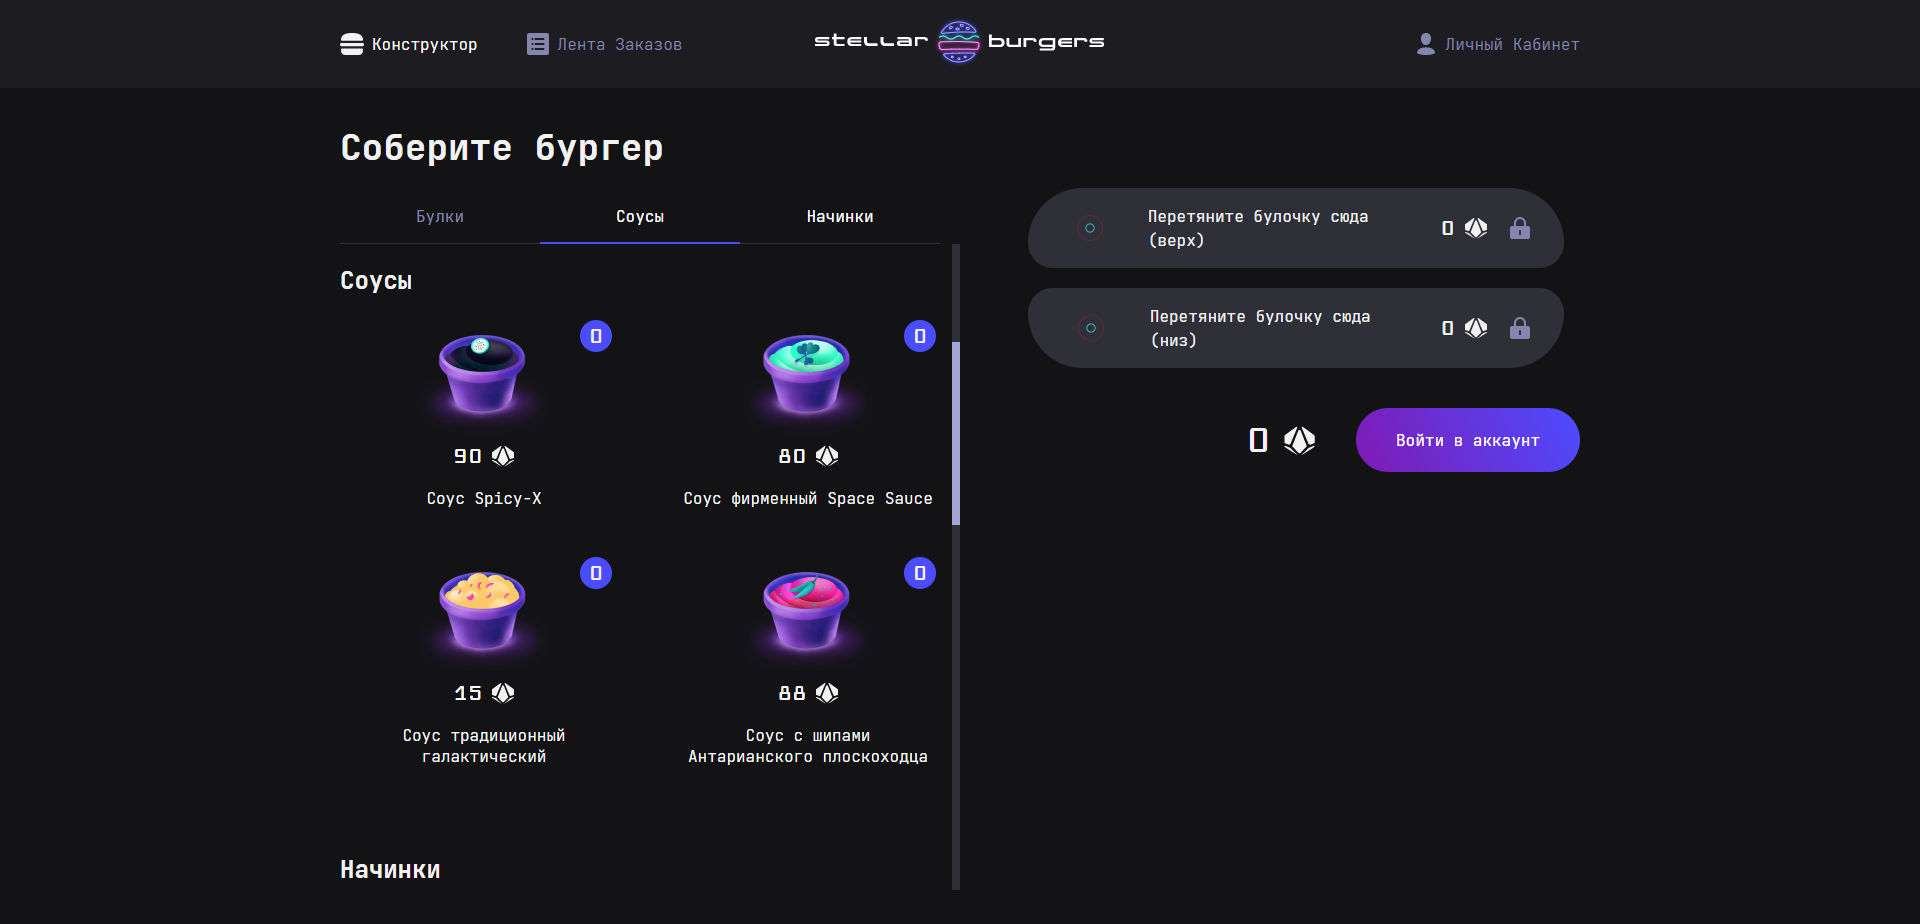 Конструктор
Лента Заказов
stellar burgers
Личный Кабинет
Соберите бургер
Булки
Соусы
Начинки
Соусы
0
0
90
80
Соус Spicy-X
Соус фирменный Space Sauce
0
0
15
88
Соус традиционный
галактический
Соус с шипами
Антарианского плоскоходца
Начинки
Перетяните булочку сюда
(верх)
0
Перетяните булочку сюда
(низ)
0
0
Войти в аккаунт